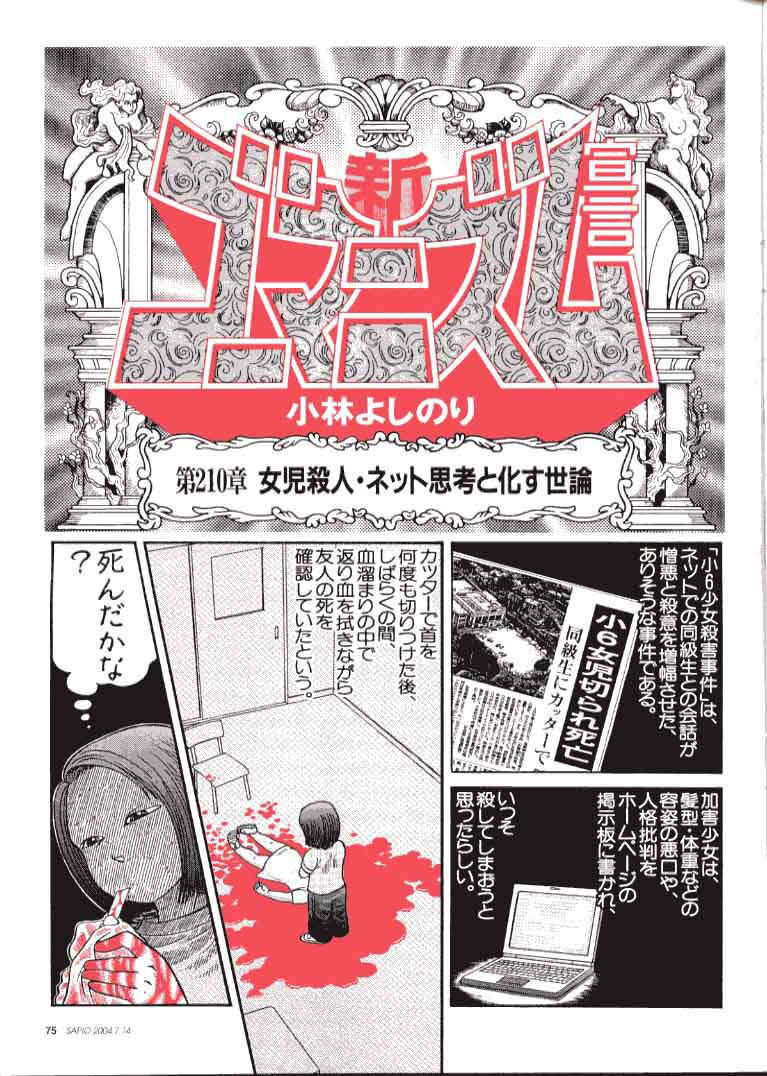 新
ゴーマニズム
宣言
小林よしのり
第210章 女児殺人・ネット思考と化す世論
「小6少女殺害事件」は、
ネットでの同級生との会話が
憎悪と殺意を増幅させた、
ありそうな事件である。
小6女児切られ死亡
同級生にカッターで
加害少女は、
髪型・体重などの
容姿の悪口や、
人格批判を
ホームページの
掲示板に書かれ、
いっそ
殺してしまおうと
思ったらしい。
カッターで首を
何度も切りつけた後、
しばらくの間、
血溜まりの中で
返り血を拭きながら
友人の死を
確認していたという。
死んだかな
?
75 SAPIO 2004.7.14